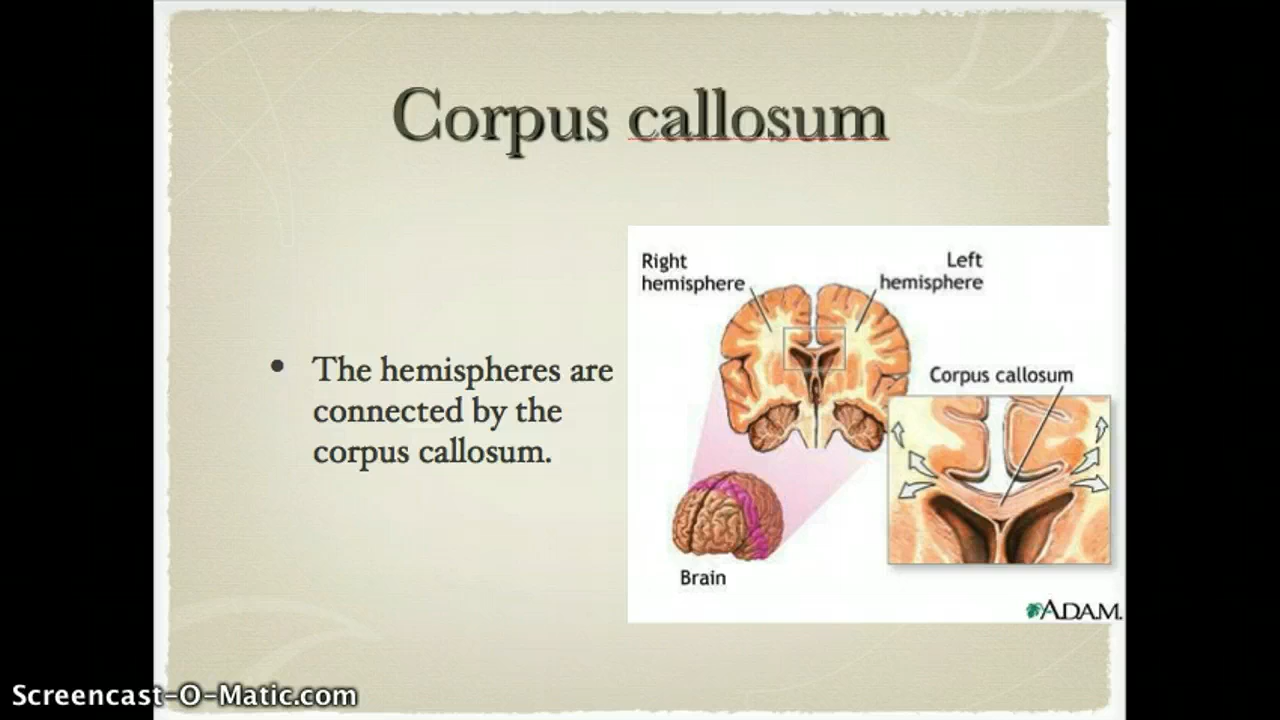 Corpus callosum
• The hemispheres are
connected by the
corpus callosum.
Right
hemisphere
Left
hemisphere
Corpus callosum
Brain
A.D.A.M.
Screencast-O-Matic.com